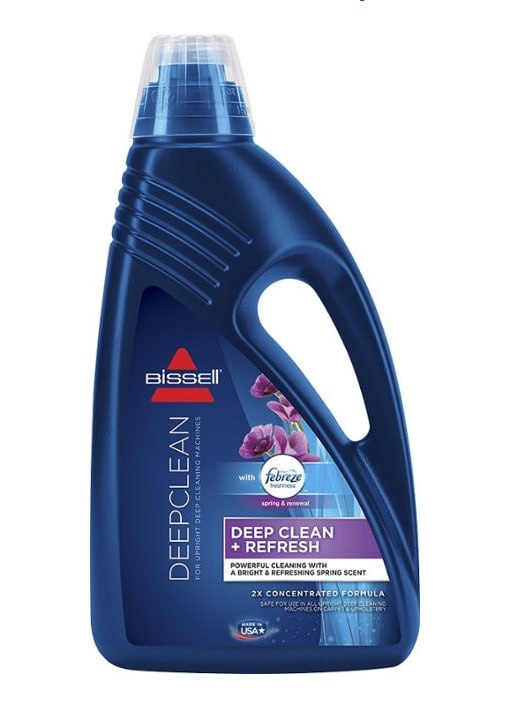 BISSELL
DEEPCLEAN
FOR UPRIGHT DEEP CLEANING MACHINES
with febreze
freshness
spring & renewal
DEEP CLEAN
+ REFRESH
POWERFUL CLEANING WITH
A BRIGHT & REFRESHING SPRING SCENT
2X CONCENTRATED FORMULA
SAFE FOR USE IN ALL UPRIGHT DEEP CLEANING
MACHINES ON CARPET & UPHOLSTERY
MADE IN
USA